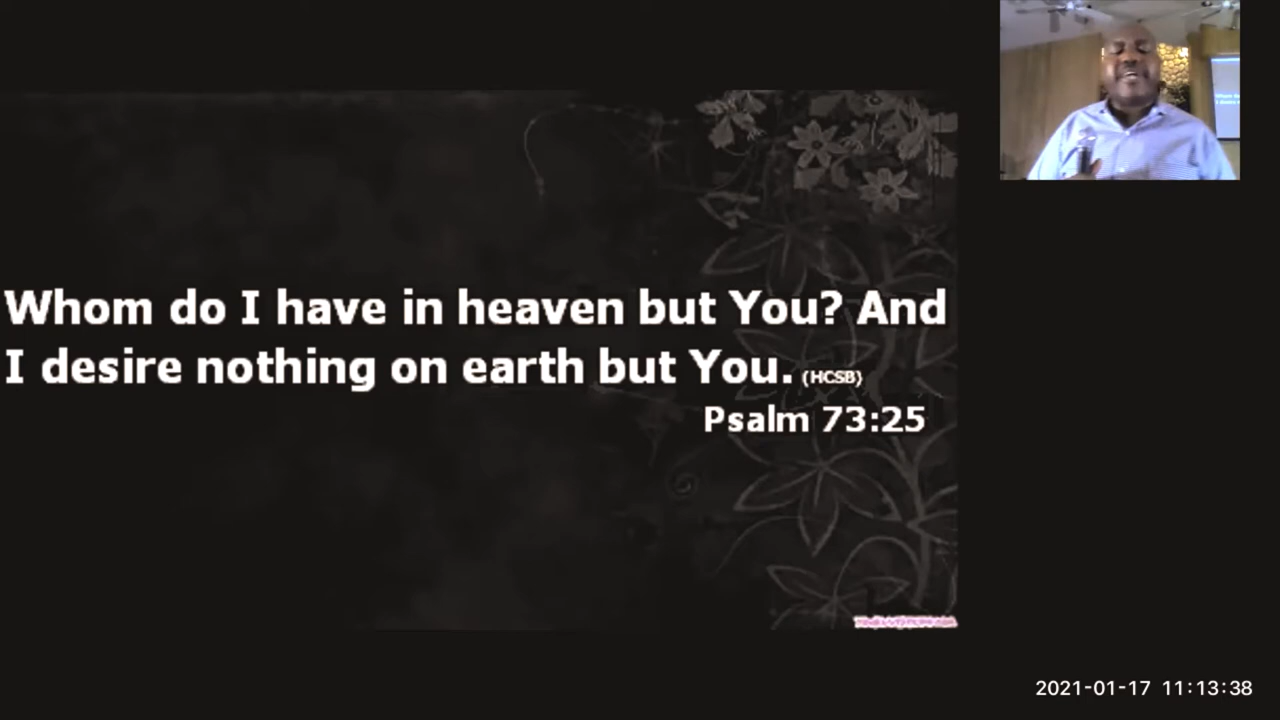 Whom do I have in heaven but You? And
I desire nothing on earth but You. (HCSB)
Psalm 73:25
2021-01-17 11:13:38